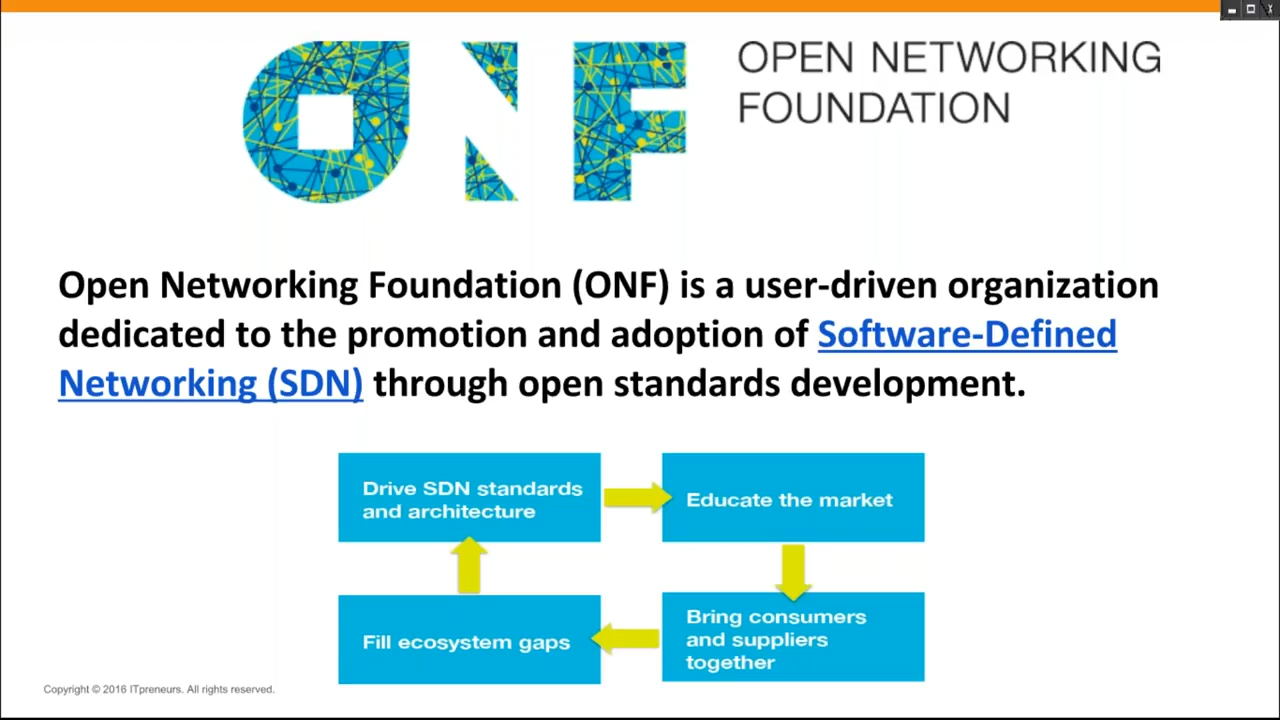 ONF
OPEN NETWORKING
FOUNDATION
Open Networking Foundation (ONF) is a user-driven organization
dedicated to the promotion and adoption of Software-Defined
Networking (SDN) through open standards development.
Drive SDN standards
and architecture
Educate the market
Fill ecosystem gaps
Bring consumers
and suppliers
together
Copyright © 2016 ITpreneurs. All rights reserved.